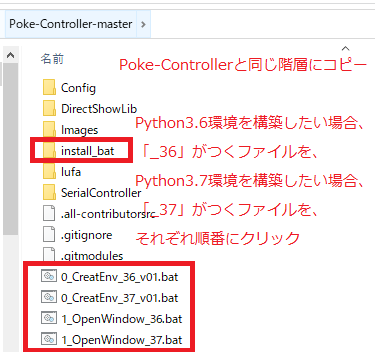 Poke-Controller-master
名前
Poke-Controllerと同じ階層にコピー
Config
DirectShowLib
Images
install_bat
lufa
SerialController
.all-contributorsrc
.gitignore
.gitmodules
Python3.6環境を構築したい場合、
「_36」がつくファイルを、
Python3.7環境を構築したい場合、
「_37」がつくファイルを、
それぞれ順番にクリック
0_CreatEnv_36_v01.bat
0_CreatEnv_37_v01.bat
1_OpenWindow_36.bat
1_OpenWindow_37.bat